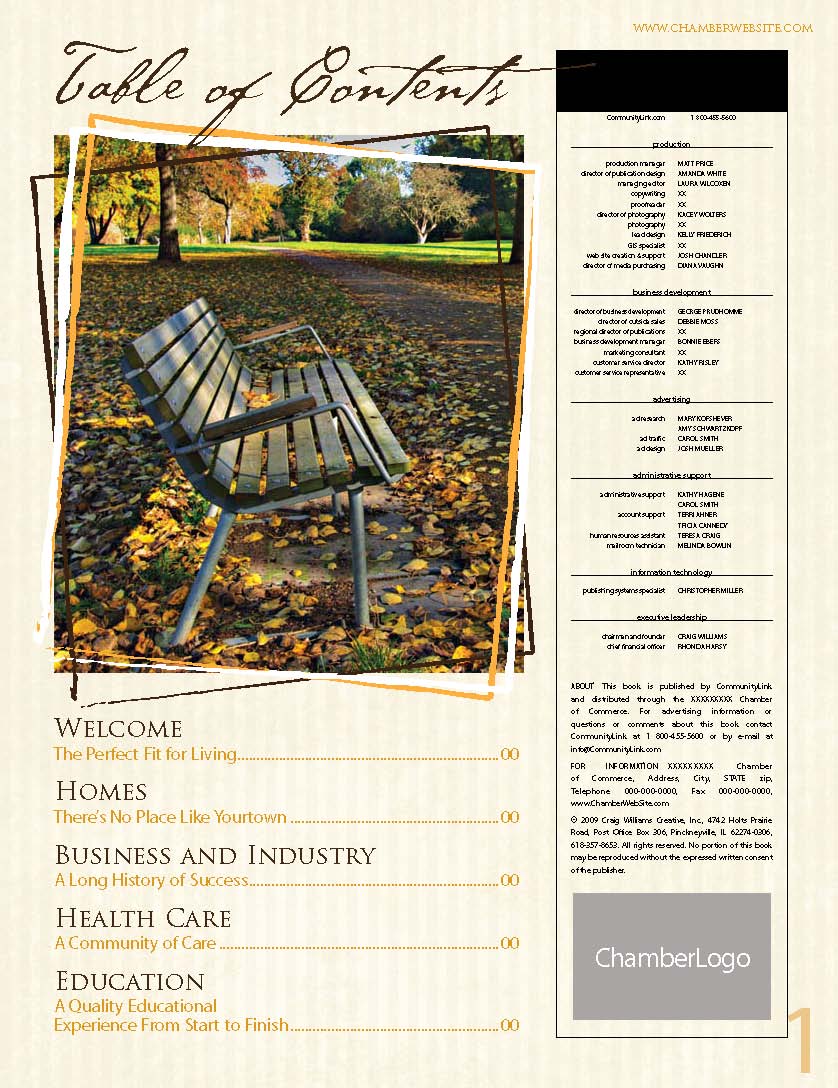 WWW.CHAMBERWEBSITE.COM
Table of Contents
WELCOME
The Perfect Fit for Living 00
HOMES
There's No Place Like Yourtown 00
BUSINESS AND INDUSTRY
A Long History of Success 00
HEALTH CARE
A Community of Care 00
EDUCATION
A Quality Educational
Experience From Start to Finish 00
CommunityLink.com 1 800-455-5600
production
production manager MATT PRICE
director of publication design AMANDA WHITE
managing editor LAURA WILCOXEN
copywriting XX
proofreader XX
director of photography KACEY WOLTERS
photography XX
lead design KELLY FRIEDERICH
GIS specialist XX
web site creation & support JOSH CHANDLER
director of media purchasing DIANA VAUGHN
business development
director of business development GEORGE PRUDHOMME
director of outside sales DEBBIE MOSS
regional director of publications XX
business development manager BONNIE EBERS
marketing consultant XX
customer service director KATHY RISLEY
customer service representative XX
advertising
ad research MARY KOPSHEVER
AMY SCHWARTZKOPF
ad traffic CAROL SMITH
ad design JOSH MUELLER
administrative support
administrative support KATHY HAGENE
CAROL SMITH
account support TERRI AHNER
TRICIA CANNEDY
human resources assistant TERESA CRAIG
mailroom technician MELINDA BOWLIN
information technology
publishing systems specialist CHRISTOPHER MILLER
executive leadership
chairman and founder CRAIG WILLIAMS
chief financial officer RHONDA HARSY
ABOUT This book is published by CommunityLink
and distributed through the XXXXXXXXX Chamber
of Commerce. For advertising information or
questions or comments about this book contact
CommunityLink at 1 800-455-5600 or by e-mail at
info@CommunityLink.com
FOR INFORMATION XXXXXXXXX Chamber
of Commerce, Address, City, STATE zip,
Telephone 000-000-0000, Fax 000-000-0000,
www.ChamberWebSite.com
© 2009 Craig Williams Creative, Inc., 4742 Holts Prairie
Road, Post Office Box 306, Pinckneyville, IL 62274-0306,
618-357-8653. All rights reserved. No portion of this book
may be reproduced without the expressed written consent
of the publisher.
ChamberLogo
1